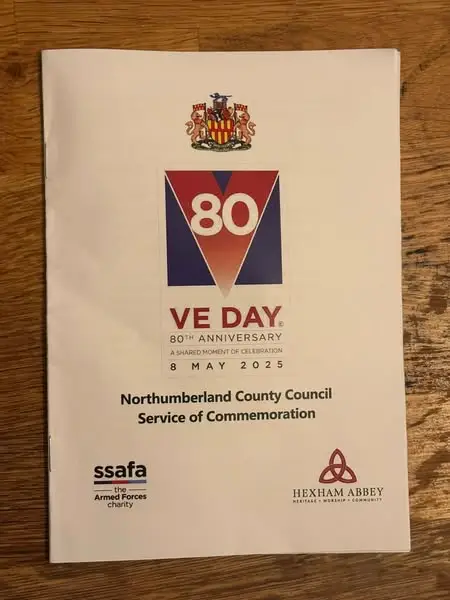 80
VE DAY©
80TH ANNIVERSARY
A SHARED MOMENT OF CELEBRATION
8 MAY 2025
Northumberland County Council
Service of Commemoration
ssafa
the
Armed Forces
charity
HEXHAM ABBEY
HERITAGE • WORSHIP • COMMUNITY